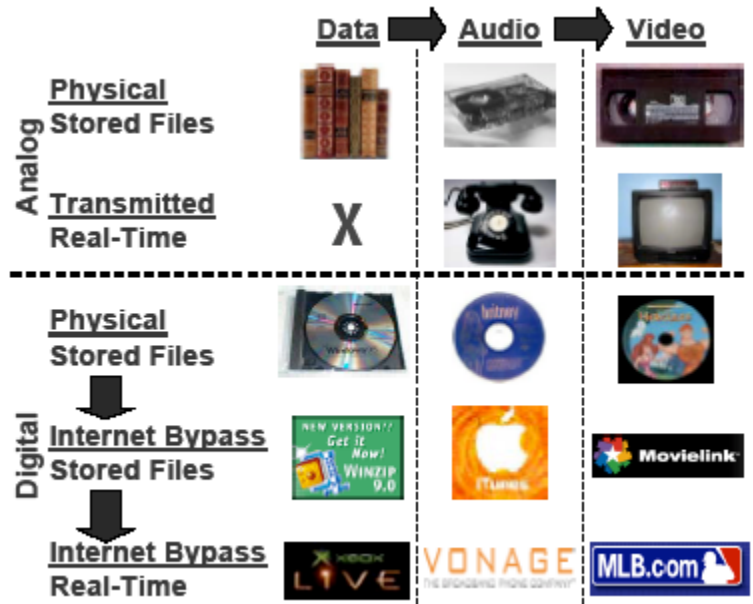 Data
Audio
Video
Analog
Physical
Stored Files
Transmitted
Real-Time
X
Digital
Physical
Stored Files
britney
Internet Bypass
Stored Files
NEW VERSION!!
Get it
Now!
WINZIP
9.0
iTunes
Movielink
Internet Bypass
Real-Time
XBOX
LIVE
VONAGE
THE BROADBAND PHONE COMPANY
MLB.com